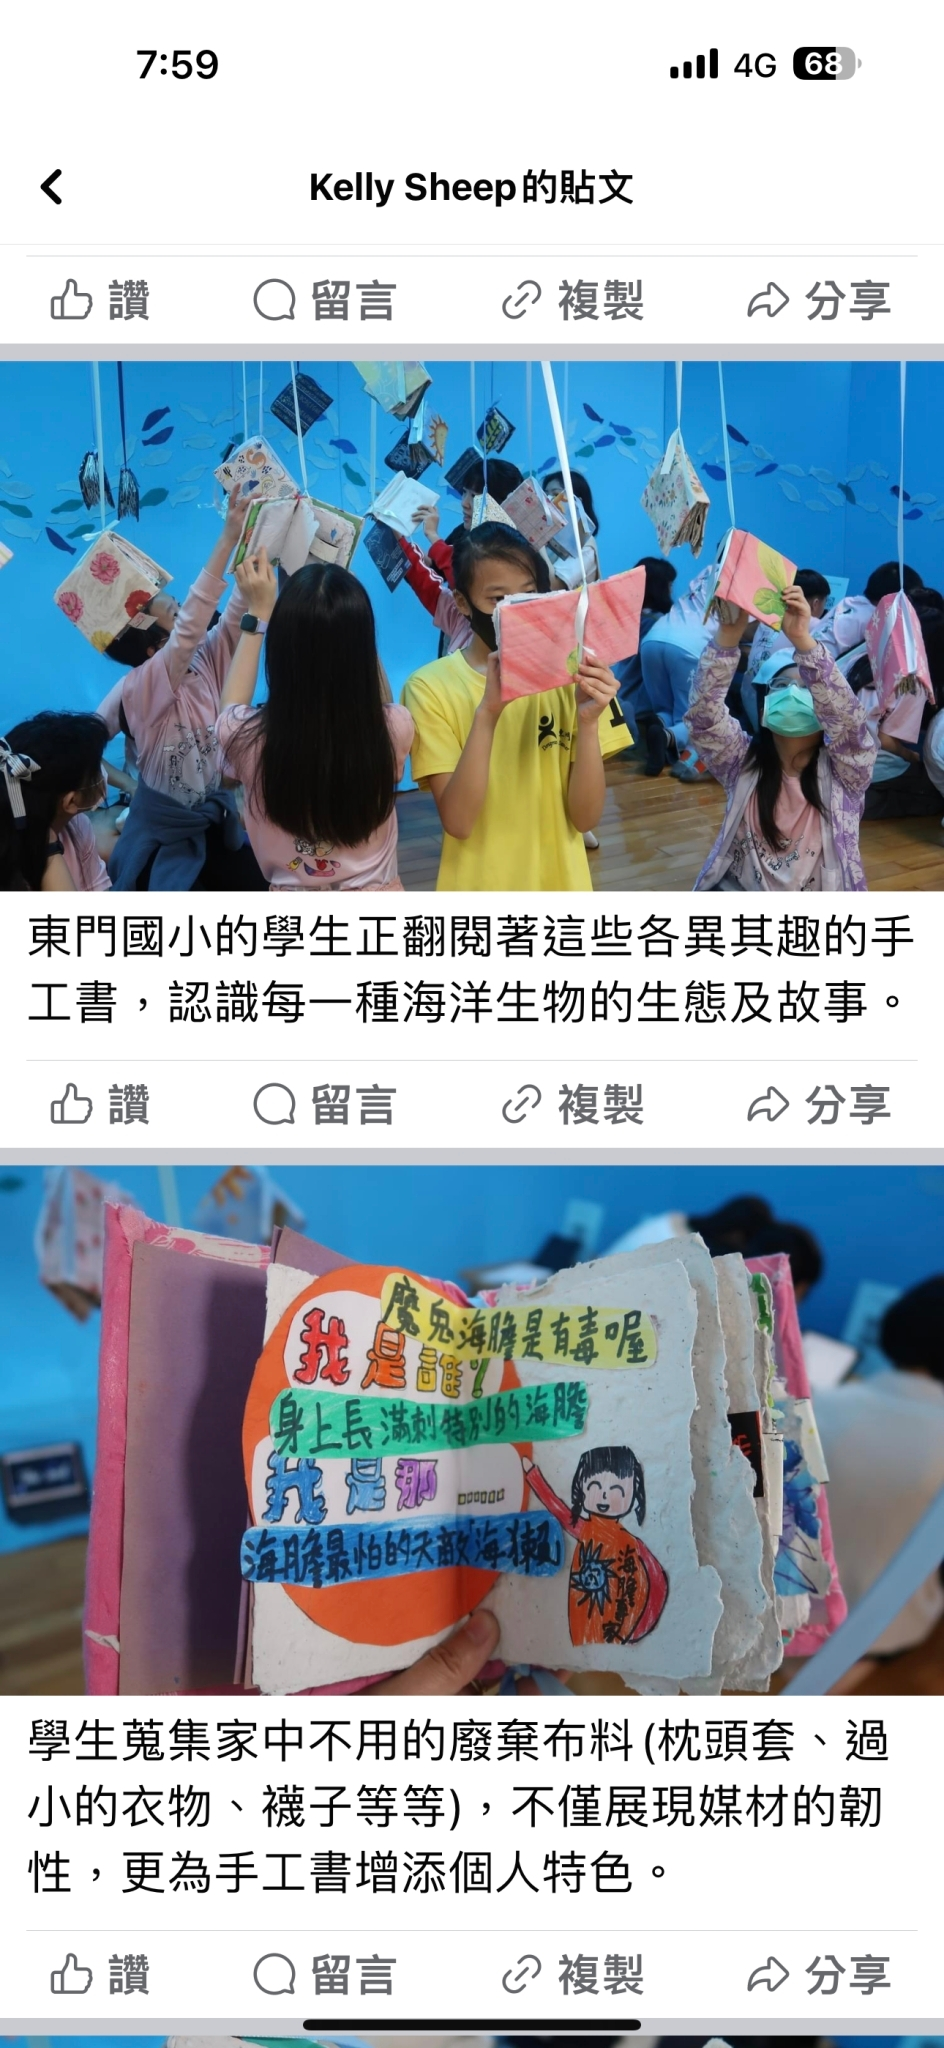 7:59
4G 68
Kelly Sheep的貼文
讚 留言 複製 分享
東門國小的學生正翻閱著這些各異其趣的手
工書，認識每一種海洋生物的生態及故事。
讚 留言 複製 分享
魔鬼海膽是有毒喔
我是誰?
身上長滿刺特別的海膽
我是那......
海膽最怕的天敵海獺
海膽專家
學生蒐集家中不用的廢棄布料(枕頭套、過
小的衣物、襪子等等)，不僅展現媒材的韌
性，更為手工書增添個人特色。
讚 留言 複製 分享